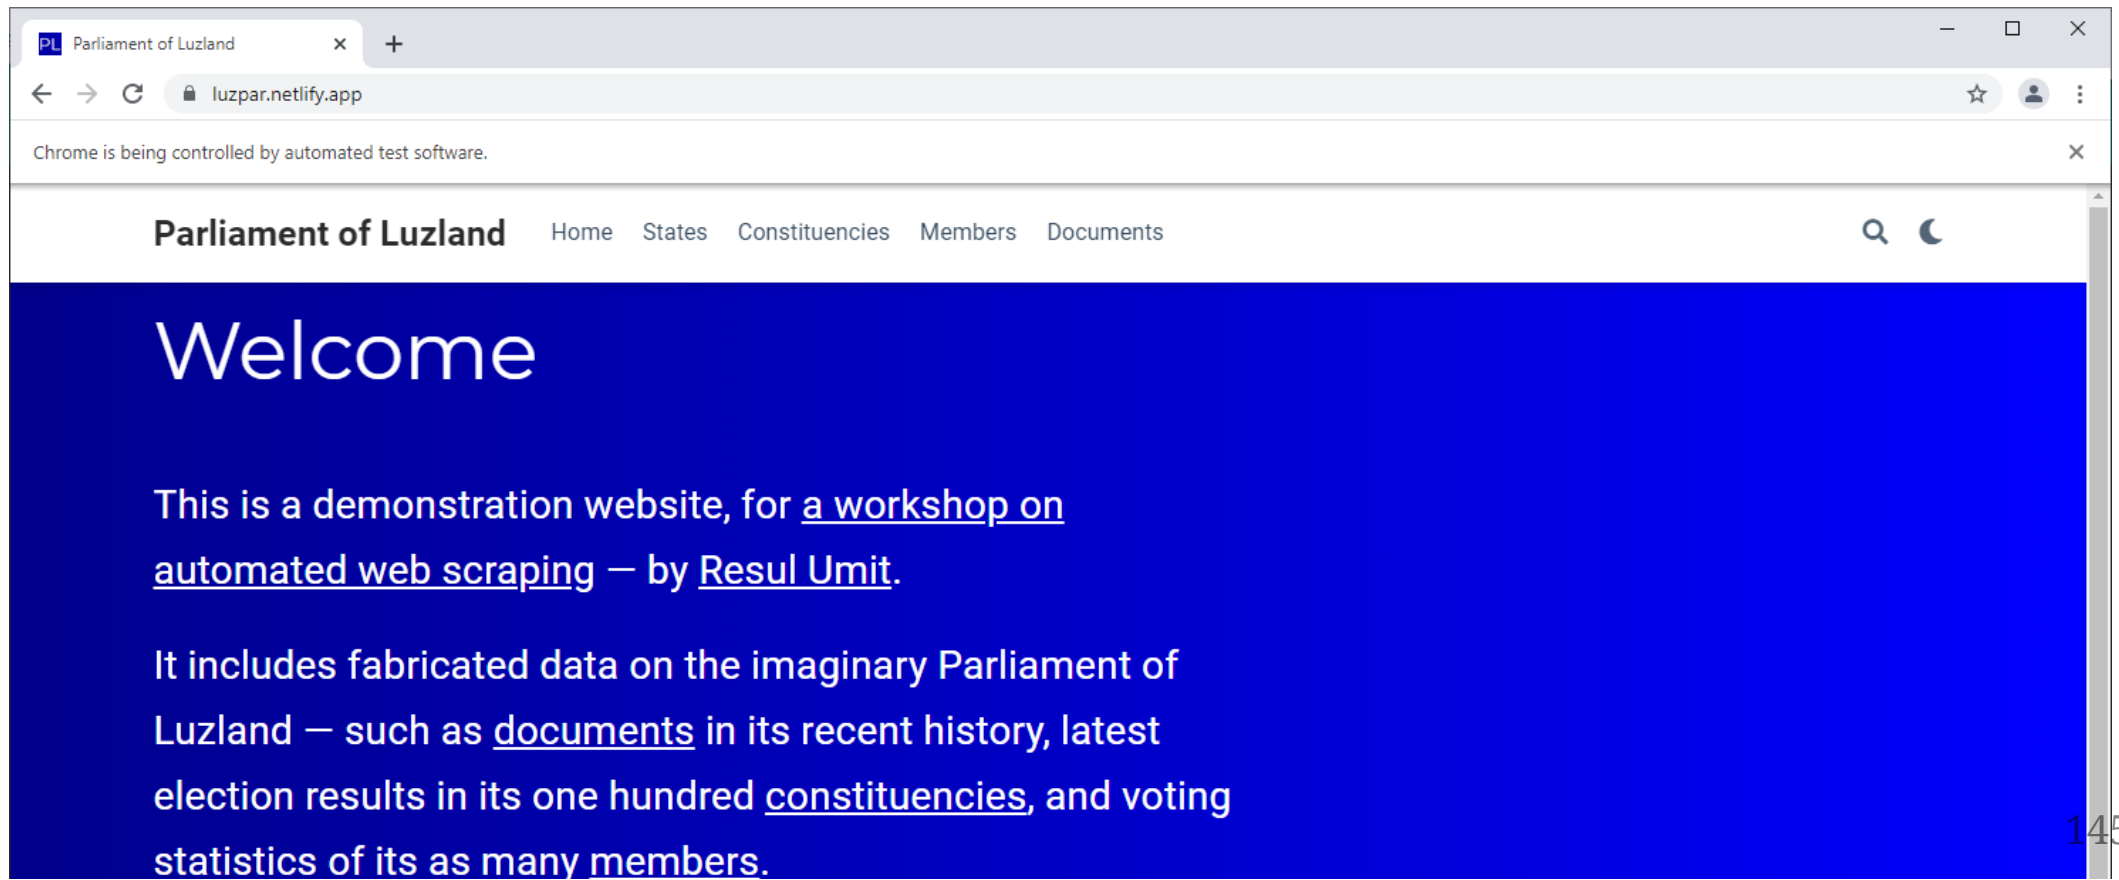 PL Parliament of Luzland
luzpar.netlify.app
Chrome is being controlled by automated test software.
Parliament of Luzland Home States Constituencies Members Documents
Welcome
This is a demonstration website, for a workshop on
automated web scraping — by Resul Umit.
It includes fabricated data on the imaginary Parliament of
Luzland — such as documents in its recent history, latest
election results in its one hundred constituencies, and voting
statistics of its as many members.
145